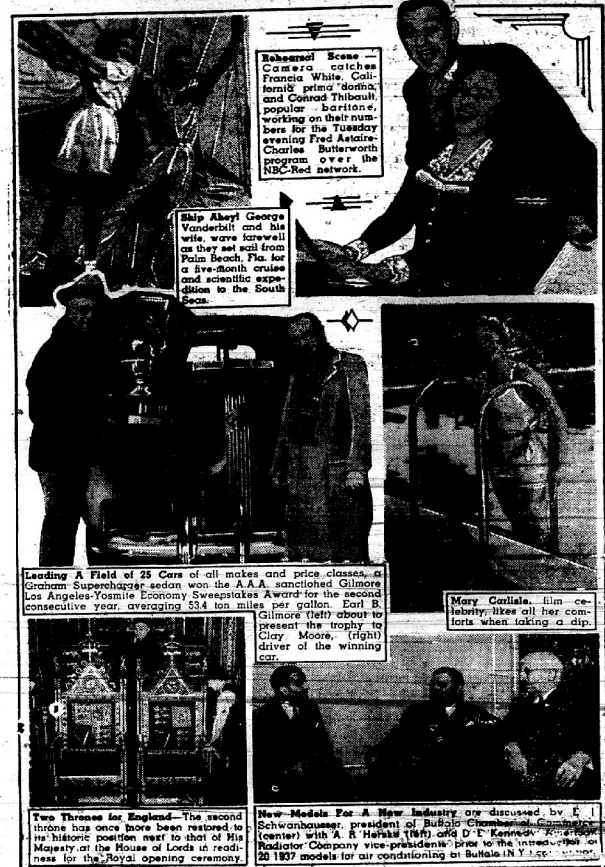 Rehearsal Scene —
Camera catches
Francia White, Cali-
fornia prima donna,
and Conrad Thibault,
popular baritone,
working on their num-
bers for the Tuesday
evening Fred Astaire-
Charles Butterworth
program over the
NBC-Red network.
Ship Ahoy! George
Vanderbilt and his
wife, wave farewell
as they set sail from
Palm Beach, Fla. for
a five-month cruise
and scientific expe-
dition to the South
Seas.
Leading A Field of 25 Cars of all makes and price classes, a
Graham Supercharger sedan won the A.A.A. sanctioned Gilmore
Los Angeles-Yosmite Economy Sweepstakes Award for the second
consecutive year, averaging 53.4 ton miles per gallon. Earl B.
Gilmore (left) about to
present the trophy to
Clay Moore, (right)
driver of the winning
car.
Mary Carlisle, film ce-
lebrity, likes all her com-
forts when taking a dip.
Two Thrones for England—The second
throne has once more been restored to
its historic position next to that of His
Majesty at the House of Lords in readi-
ness for the Royal opening ceremony.
New Models For A New Industry are discussed by E. J.
Schwanhausser, president of Buffalo Chamber of Commerce
(center) with A. R. Herske (left) and D. E. Kennedy American
Radiator Company vice-presidents prior to the introduction of
20 1937 models for air conditioning at Buffalo (N.Y.)